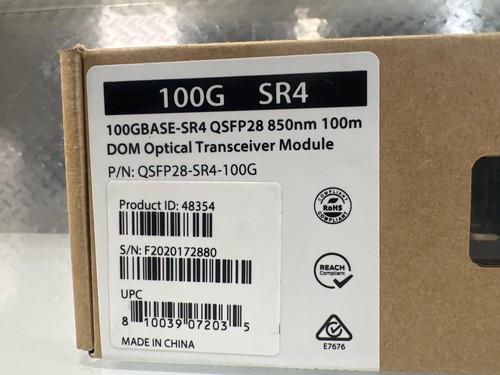 100G SR4
100GBASE-SR4 QSFP28 850nm 100m
DOM Optical Transceiver Module
P/N: QSFP28-SR4-100G
Product ID: 48354
S/N: F2020172880
UPC
8 10039 07203 5
MADE IN CHINA
COMPLIANT
RoHS
COMPLIANT
REACH
Compliant
E7676